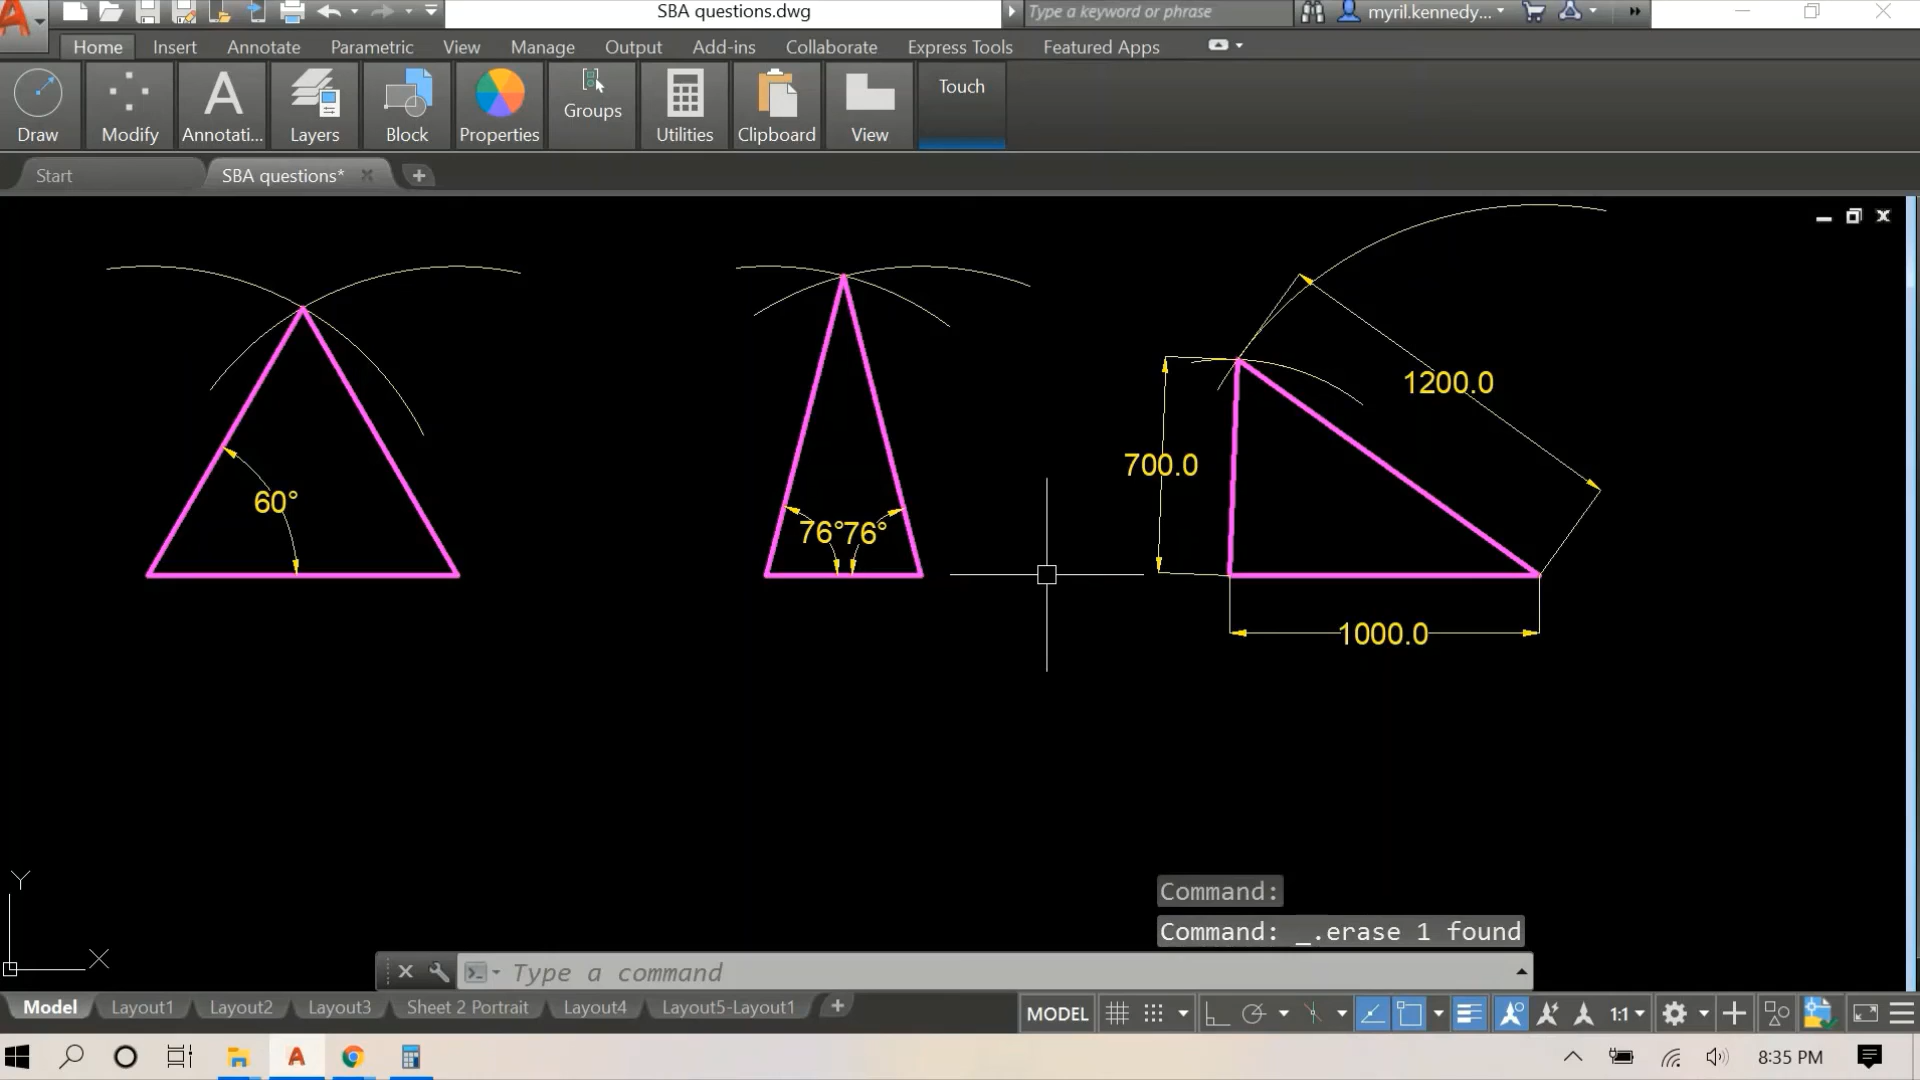 SBA questions.dwg
Type a keyword or phrase
myril.kennedy...
Home Insert Annotate Parametric View Manage Output Add-ins Collaborate Express Tools Featured Apps
Draw Modify Annotati... Layers Block Properties Groups Utilities Clipboard View Touch
Start SBA questions*
1200.0
700.0
60°
76° 76°
1000.0
Y
X
Command:
Command: _.erase 1 found
Type a command
Model Layout1 Layout2 Layout3 Sheet 2 Portrait Layout4 Layout5-Layout1 MODEL 1:1
8:35 PM